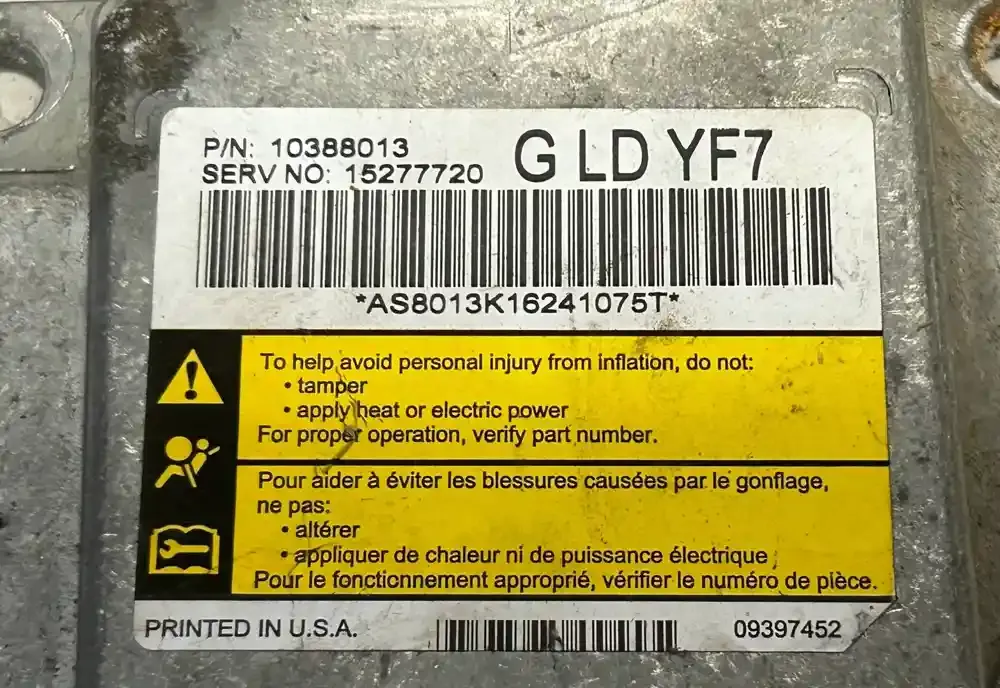 P/N: 10388013
SERV NO: 15277720
G LD YF7
*AS8013K16241075T*
To help avoid personal injury from inflation, do not:
• tamper
• apply heat or electric power
For proper operation, verify part number.
Pour aider à éviter les blessures causées par le gonflage,
ne pas:
• altérer
• appliquer de chaleur ni de puissance électrique
Pour le fonctionnement approprié, vérifier le numéro de pièce.
PRINTED IN U.S.A.
09397452